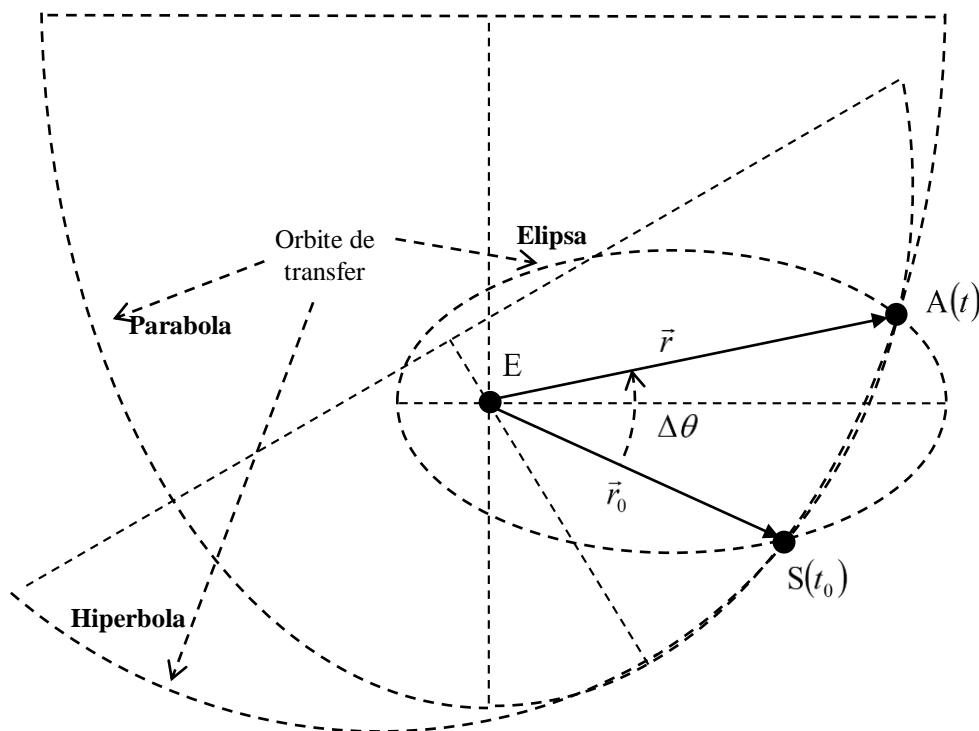 Orbite de
transfer
Elipsa
Parabola
A(t)
r⃗
E
Δθ
r⃗₀
S(t₀)
Hiperbola